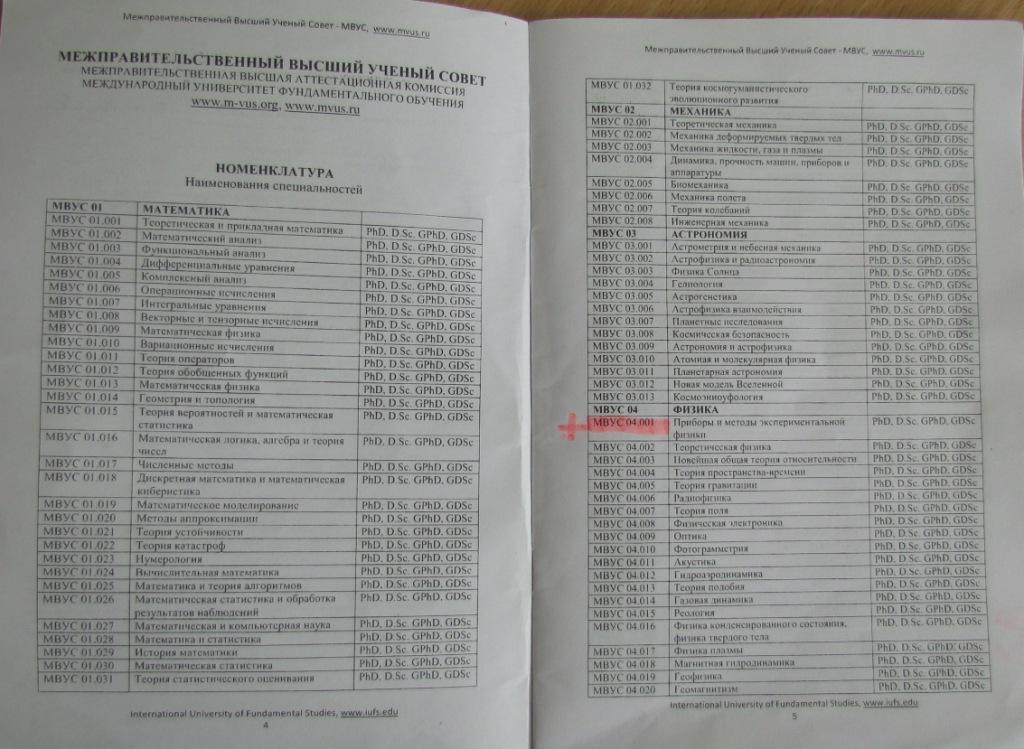 Межправительственный Высший Ученый Совет - МВУС, www.mvus.ru
МЕЖПРАВИТЕЛЬСТВЕННЫЙ ВЫСШИЙ УЧЕНЫЙ СОВЕТ
МЕЖПРАВИТЕЛЬСТВЕННАЯ ВЫСШАЯ АТТЕСТАЦИОННАЯ КОМИССИЯ
МЕЖДУНАРОДНЫЙ УНИВЕРСИТЕТ ФУНДАМЕНТАЛЬНОГО ОБУЧЕНИЯ
www.m-vus.org, www.mvus.ru
НОМЕНКЛАТУРА
Наименования специальностей
МВУС 01 МАТЕМАТИКА
МВУС 01.001 Теоретическая и прикладная математика PhD, D.Sc. GPhD, GDSc
МВУС 01.002 Математический анализ PhD, D.Sc. GPhD, GDSc
МВУС 01.003 Функциональный анализ PhD, D.Sc. GPhD, GDSc
МВУС 01.004 Дифференциальные уравнения PhD, D.Sc. GPhD, GDSc
МВУС 01.005 Комплексный анализ PhD, D.Sc. GPhD, GDSc
МВУС 01.006 Операционные исчисления PhD, D.Sc. GPhD, GDSc
МВУС 01.007 Интегральные уравнения PhD, D.Sc. GPhD, GDSc
МВУС 01.008 Векторные и тензорные исчисления PhD, D.Sc. GPhD, GDSc
МВУС 01.009 Математическая физика PhD, D.Sc. GPhD, GDSc
МВУС 01.010 Вариационные исчисления PhD, D.Sc. GPhD, GDSc
МВУС 01.011 Теория операторов PhD, D.Sc. GPhD, GDSc
МВУС 01.012 Теория обобщенных функций PhD, D.Sc. GPhD, GDSc
МВУС 01.013 Математическая физика PhD, D.Sc. GPhD, GDSc
МВУС 01.014 Геометрия и топология PhD, D.Sc. GPhD, GDSc
МВУС 01.015 Теория вероятностей и математическая PhD, D.Sc. GPhD, GDSc
статистика
МВУС 01.016 Математическая логика, алгебра и теория PhD, D.Sc. GPhD, GDSc
чисел
МВУС 01.017 Численные методы PhD, D.Sc. GPhD, GDSc
МВУС 01.018 Дискретная математика и математическая PhD, D.Sc. GPhD, GDSc
кибернетика
МВУС 01.019 Математическое моделирование PhD, D.Sc. GPhD, GDSc
МВУС 01.020 Методы аппроксимации PhD, D.Sc. GPhD, GDSc
МВУС 01.021 Теория устойчивости PhD, D.Sc. GPhD, GDSc
МВУС 01.022 Теория катастроф PhD, D.Sc. GPhD, GDSc
МВУС 01.023 Нумерология PhD, D.Sc. GPhD, GDSc
МВУС 01.024 Вычислительная математика PhD, D.Sc. GPhD, GDSc
МВУС 01.025 Математика и теория алгоритмов PhD, D.Sc. GPhD, GDSc
МВУС 01.026 Математическая статистика и обработка PhD, D.Sc. GPhD, GDSc
результатов наблюдений
МВУС 01.027 Математическая и компьютерная наука PhD, D.Sc. GPhD, GDSc
МВУС 01.028 Математика и статистика PhD, D.Sc. GPhD, GDSc
МВУС 01.029 История математики PhD, D.Sc. GPhD, GDSc
МВУС 01.030 Математическая статистика PhD, D.Sc. GPhD, GDSc
МВУС 01.031 Теория статистического оценивания PhD, D.Sc. GPhD, GDSc
International University of Fundamental Studies, www.iufs.edu
4
Межправительственный Высший Ученый Совет - МВУС, www.mvus.ru
МВУС 01.032 Теория космогуманистического PhD, D.Sc. GPhD, GDSc
эволюционного развития
МВУС 02 МЕХАНИКА
МВУС 02.001 Теоретическая механика PhD, D.Sc. GPhD, GDSc
МВУС 02.002 Механика деформируемых твердых тел PhD, D.Sc. GPhD, GDSc
МВУС 02.003 Механика жидкости, газа и плазмы PhD, D.Sc. GPhD, GDSc
МВУС 02.004 Динамика, прочность машин, приборов и PhD, D.Sc. GPhD, GDSc
аппаратуры
МВУС 02.005 Биомеханика PhD, D.Sc. GPhD, GDSc
МВУС 02.006 Механика полета PhD, D.Sc. GPhD, GDSc
МВУС 02.007 Теория колебаний PhD, D.Sc. GPhD, GDSc
МВУС 02.008 Инженерная механика PhD, D.Sc. GPhD, GDSc
МВУС 03 АСТРОНОМИЯ
МВУС 03.001 Астрометрия и небесная механика PhD, D.Sc. GPhD, GDSc
МВУС 03.002 Астрофизика и радиоастрономия PhD, D.Sc. GPhD, GDSc
МВУС 03.003 Физика Солнца PhD, D.Sc. GPhD, GDSc
МВУС 03.004 Гелиология PhD, D.Sc. GPhD, GDSc
МВУС 03.005 Астрогенетика PhD, D.Sc. GPhD, GDSc
МВУС 03.006 Астрофизика взаимодействия PhD, D.Sc. GPhD, GDSc
МВУС 03.007 Планетные исследования PhD, D.Sc. GPhD, GDSc
МВУС 03.008 Космическая безопасность PhD, D.Sc. GPhD, GDSc
МВУС 03.009 Астрономия и астрофизика PhD, D.Sc. GPhD, GDSc
МВУС 03.010 Атомная и молекулярная физика PhD, D.Sc. GPhD, GDSc
МВУС 03.011 Планетарная астрономия PhD, D.Sc. GPhD, GDSc
МВУС 03.012 Новая модель Вселенной PhD, D.Sc. GPhD, GDSc
МВУС 03.013 Космоэниоуфология PhD, D.Sc. GPhD, GDSc
МВУС 04 ФИЗИКА
МВУС 04.001 Приборы и методы экспериментальной PhD, D.Sc. GPhD, GDSc
физики
МВУС 04.002 Теоретическая физика PhD, D.Sc. GPhD, GDSc
МВУС 04.003 Новейшая общая теория относительности PhD, D.Sc. GPhD, GDSc
МВУС 04.004 Теория пространства-времени PhD, D.Sc. GPhD, GDSc
МВУС 04.005 Теория гравитации PhD, D.Sc. GPhD, GDSc
МВУС 04.006 Радиофизика PhD, D.Sc. GPhD, GDSc
МВУС 04.007 Теория поля PhD, D.Sc. GPhD, GDSc
МВУС 04.008 Физическая электроника PhD, D.Sc. GPhD, GDSc
МВУС 04.009 Оптика PhD, D.Sc. GPhD, GDSc
МВУС 04.010 Фотограммстрия PhD, D.Sc. GPhD, GDSc
МВУС 04.011 Акустика PhD, D.Sc. GPhD, GDSc
МВУС 04.012 Гидроаэродинамика PhD, D.Sc. GPhD, GDSc
МВУС 04.013 Теория подобия PhD, D.Sc. GPhD, GDSc
МВУС 04.014 Газовая динамика PhD, D.Sc. GPhD, GDSc
МВУС 04.015 Реология PhD, D.Sc. GPhD, GDSc
МВУС 04.016 Физика конденсированного состояния, PhD, D.Sc. GPhD, GDSc
физика твердого тела
МВУС 04.017 Физика плазмы PhD, D.Sc. GPhD, GDSc
МВУС 04.018 Магнитная гидродинамика PhD, D.Sc. GPhD, GDSc
МВУС 04.019 Геофизика PhD, D.Sc. GPhD, GDSc
МВУС 04.020 Геомагнитизм PhD, D.Sc. GPhD, GDSc
International University of Fundamental Studies, www.iufs.edu
5